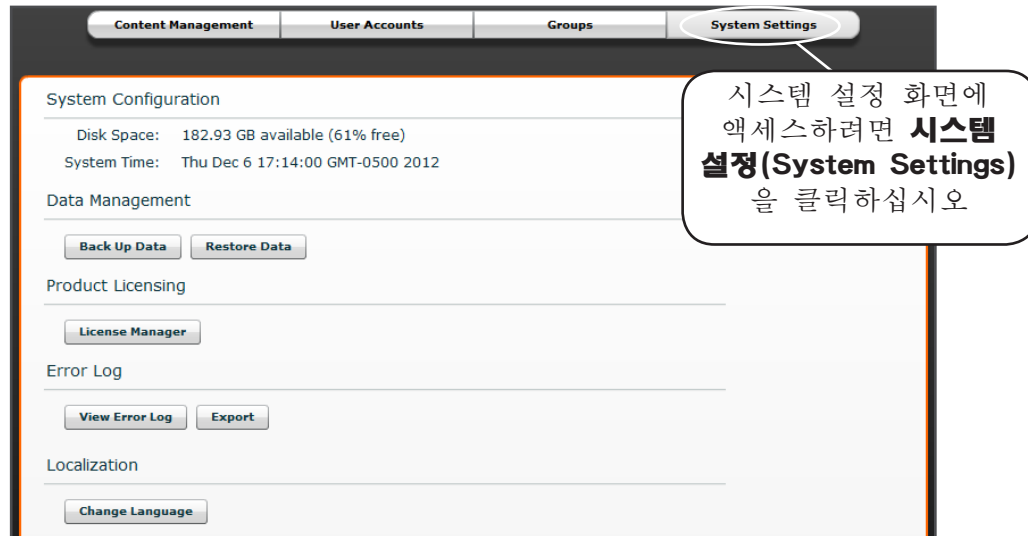 Content Management
User Accounts
Groups
System Settings
시스템 설정 화면에
액세스하려면 시스템
설정(System Settings)
을 클릭하십시오
System Configuration
Disk Space: 182.93 GB available (61% free)
System Time: Thu Dec 6 17:14:00 GMT-0500 2012
Data Management
Back Up Data
Restore Data
Product Licensing
License Manager
Error Log
View Error Log
Export
Localization
Change Language